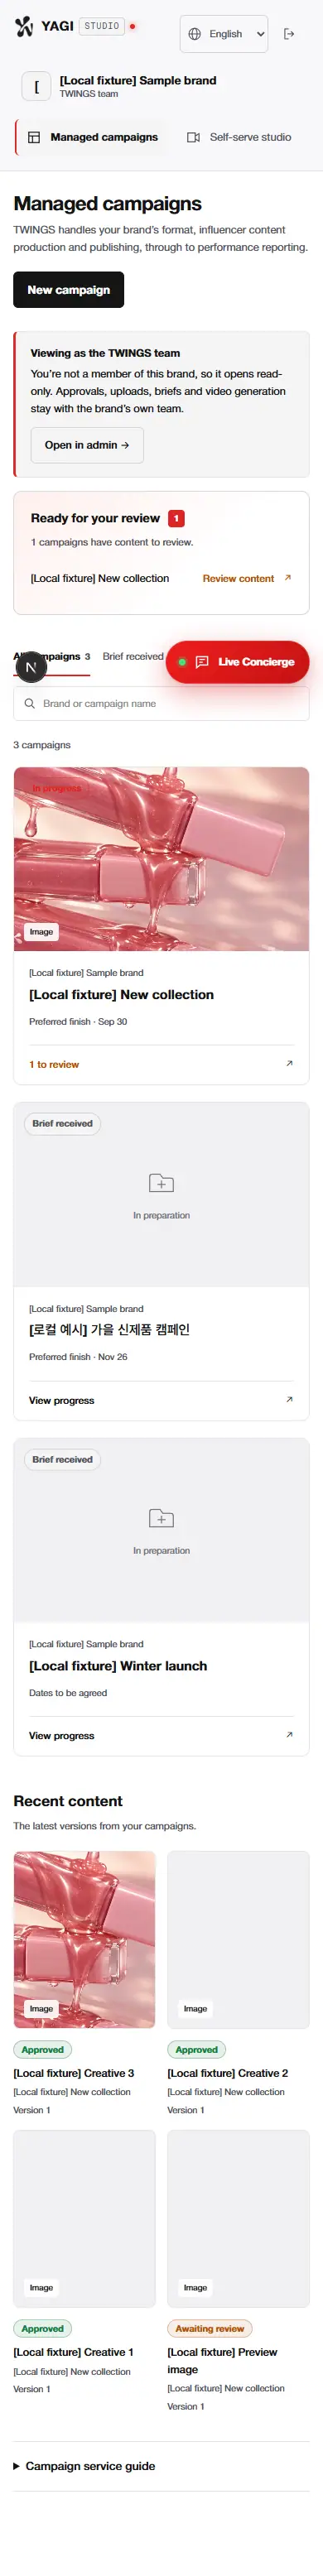 YAGI STUDIO
English
[
[Local fixture] Sample brand
TWINGS team
Managed campaigns
Self-serve studio
Managed campaigns
TWINGS handles your brand's format, influencer content
production and publishing, through to performance reporting.
New campaign
Viewing as the TWINGS team
You're not a member of this brand, so it opens read-
only. Approvals, uploads, briefs and video generation
stay with the brand's own team.
Open in admin →
Ready for your review 1
1 campaigns have content to review.
[Local fixture] New collection
Review content ↗
3
Brief received
N
Live Concierge
Brand or campaign name
3 campaigns
In progress
Image
[Local fixture] Sample brand
[Local fixture] New collection
Preferred finish · Sep 30
1 to review ↗
Brief received
In preparation
[Local fixture] Sample brand
[로컬 예시] 가을 신제품 캠페인
Preferred finish · Nov 26
View progress ↗
Brief received
In preparation
[Local fixture] Sample brand
[Local fixture] Winter launch
Dates to be agreed
View progress ↗
Recent content
The latest versions from your campaigns.
Image
Approved
[Local fixture] Creative 3
[Local fixture] New collection
Version 1
Image
Approved
[Local fixture] Creative 2
[Local fixture] New collection
Version 1
Image
Approved
[Local fixture] Creative 1
[Local fixture] New collection
Version 1
Image
Awaiting review
[Local fixture] Preview
image
[Local fixture] New collection
Version 1
Campaign service guide